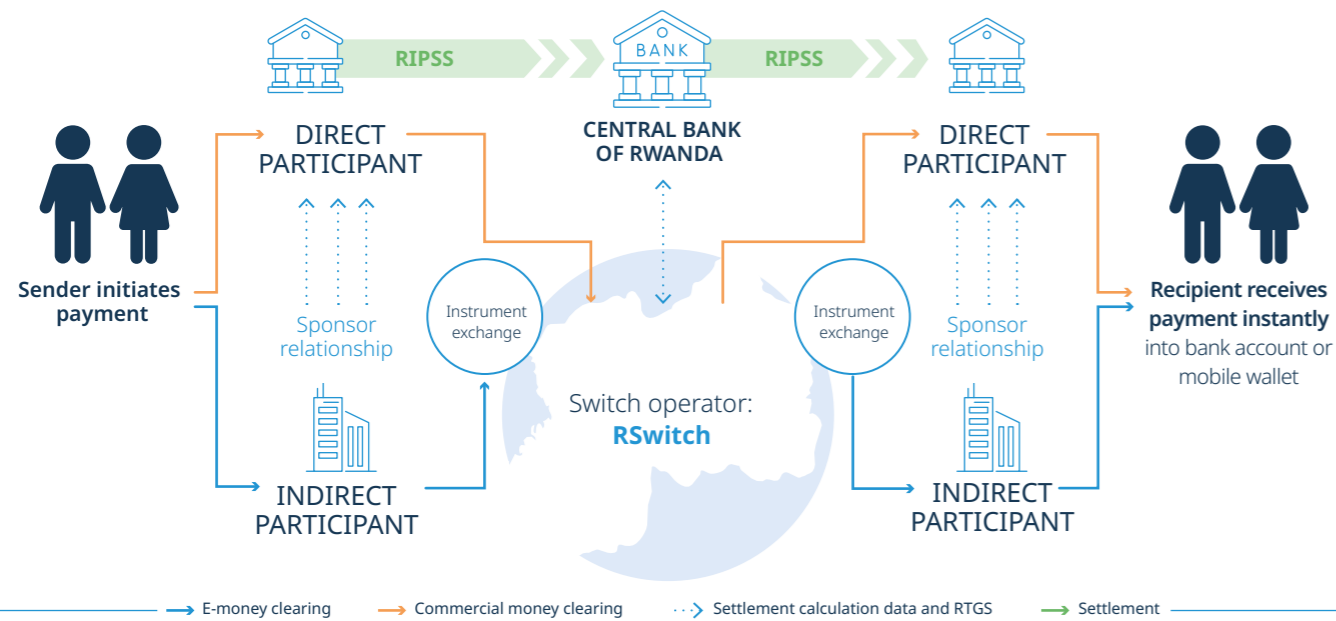 RIPSS
BANK
RIPSS
CENTRAL BANK
OF RWANDA
DIRECT
PARTICIPANT
DIRECT
PARTICIPANT
Sender initiates
payment
Sponsor
relationship
Instrument
exchange
Instrument
exchange
Sponsor
relationship
Recipient receives
payment instantly
into bank account or
mobile wallet
Switch operator:
RSwitch
INDIRECT
PARTICIPANT
INDIRECT
PARTICIPANT
E-money clearing
Commercial money clearing
Settlement calculation data and RTGS
Settlement